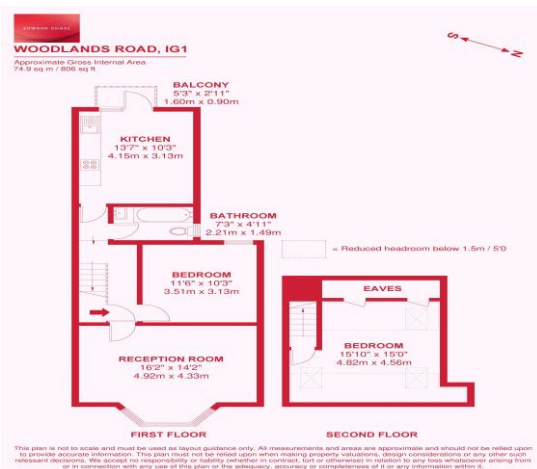 EDWARD CHASE
WOODLANDS ROAD, IG1
Approximate Gross Internal Area
74.9 sq m / 806 sq ft
S
N
BALCONY
5'3" x 2'11"
1.60m x 0.90m
KITCHEN
13'7" x 10'3"
4.15m x 3.13m
BATHROOM
7'3" x 4'11"
2.21m x 1.49m
= Reduced headroom below 1.5m / 5'0
BEDROOM
11'6" x 10'3"
3.51m x 3.13m
EAVES
BEDROOM
15'10" x 15'0"
4.82m x 4.56m
RECEPTION ROOM
16'2" x 14'2"
4.92m x 4.33m
FIRST FLOOR
SECOND FLOOR
This plan is not to scale and must be used as layout guidance only. All measurements and areas are approximate and should not be relied upon
to provide accurate information. This plan must not be relied upon when making property valuations, design considerations or any other such
relessant decisions. We accept no responsibility or liability (whether in contract, tort or otherwise) in relation to any loss whatsoever arising from
or in connection with any use of this plan or the adequacy, accuracy or completeness of it or any information within it.